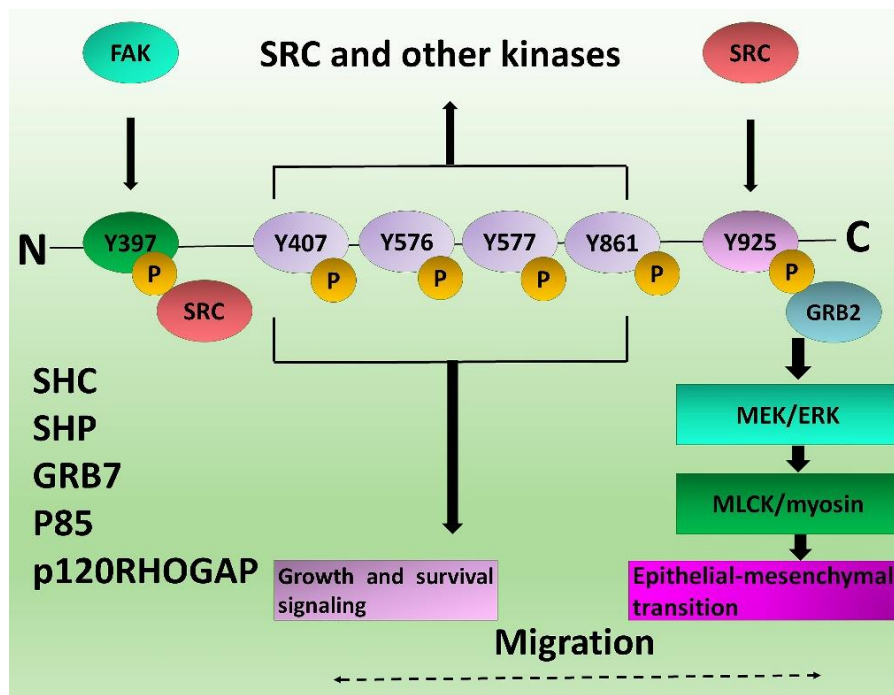 FAK
SRC and other kinases
SRC
N
Y397
Y407
Y576
Y577
Y861
Y925
C
P
P
P
P
P
P
SRC
GRB2
SHC
SHP
GRB7
P85
p120RHOGAP
MEK/ERK
MLCK/myosin
Growth and survival
signaling
Epithelial-mesenchymal
transition
Migration